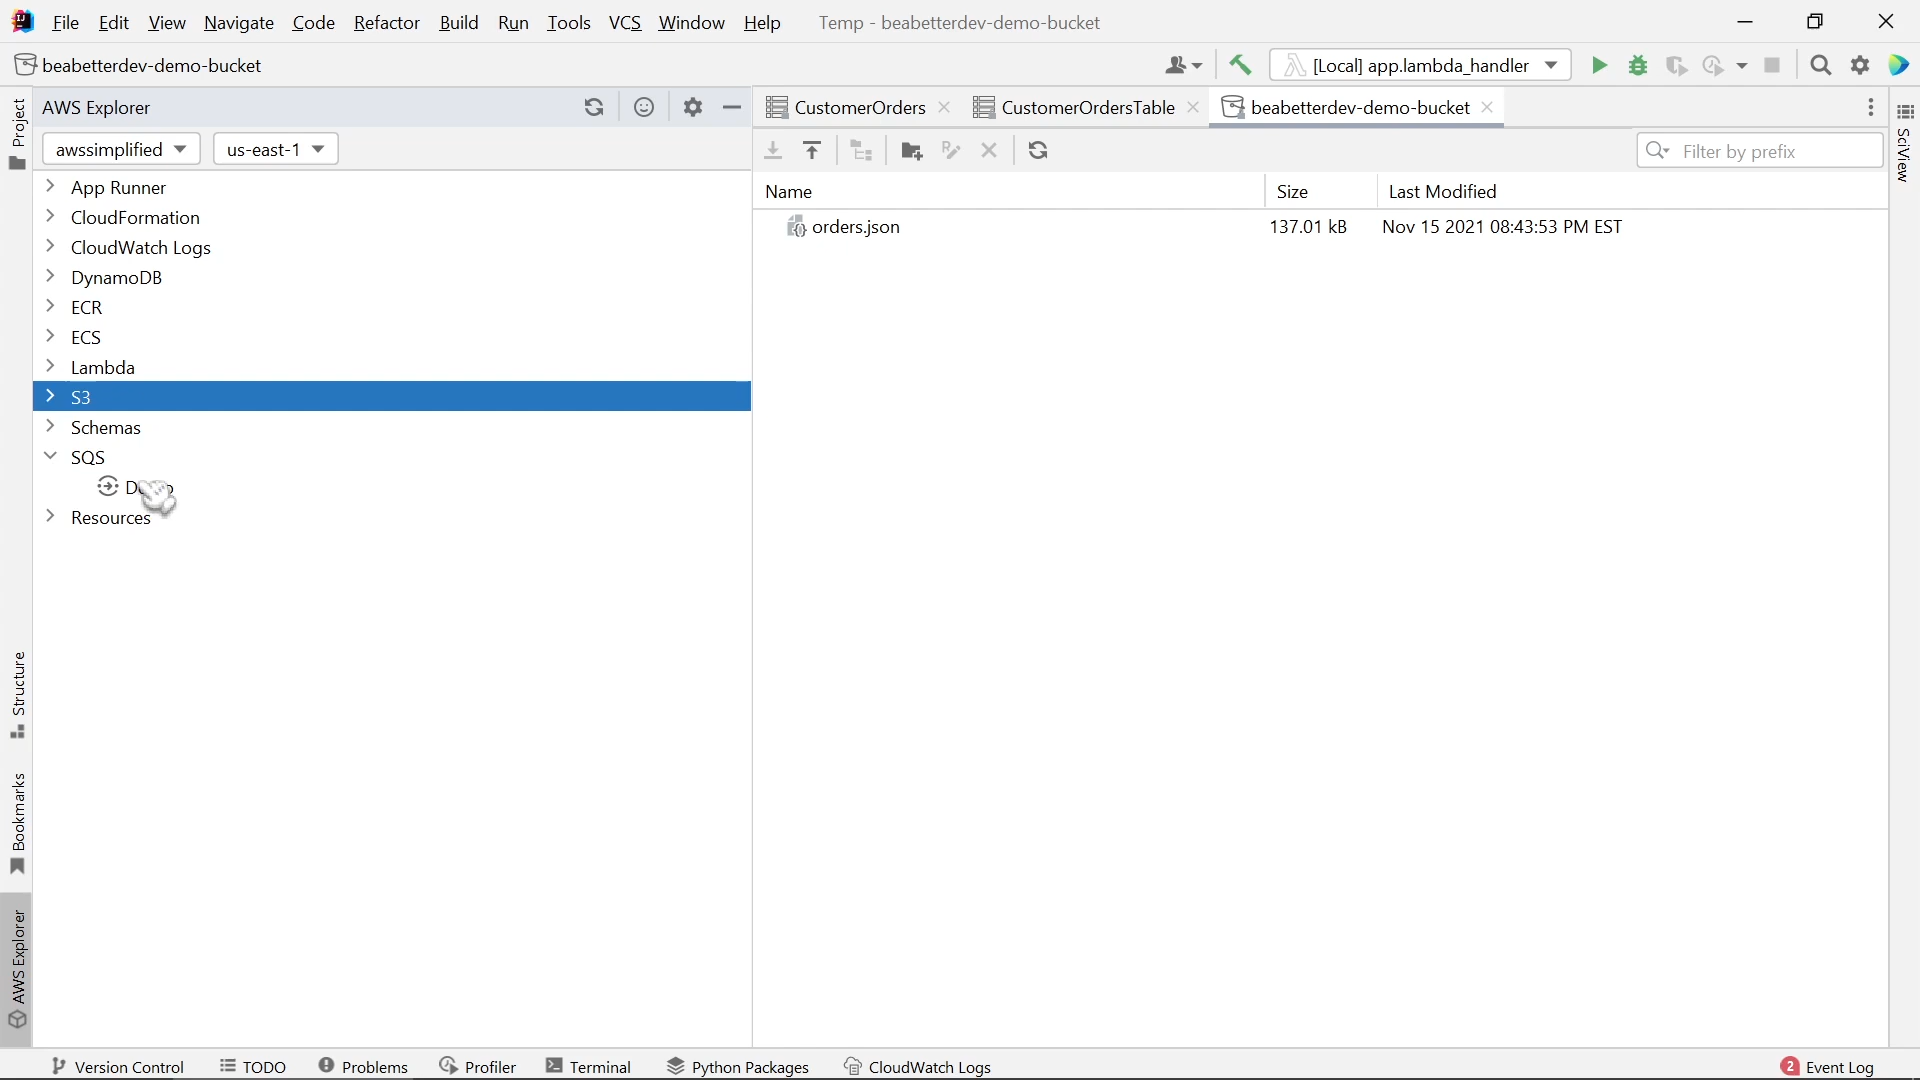 File Edit View Navigate Code Refactor Build Run Tools VCS Window Help Temp - beabetterdev-demo-bucket
beabetterdev-demo-bucket [Local] app.lambda_handler
AWS Explorer CustomerOrders CustomerOrdersTable beabetterdev-demo-bucket
awssimplified us-east-1 Filter by prefix
Name Size Last Modified
orders.json 137.01 kB Nov 15 2021 08:43:53 PM EST
App Runner
CloudFormation
CloudWatch Logs
DynamoDB
ECR
ECS
Lambda
S3
Schemas
SQS
Resources
Project
Structure
Bookmarks
AWS Explorer
SciView
Version Control TODO Problems Profiler Terminal Python Packages CloudWatch Logs 2 Event Log